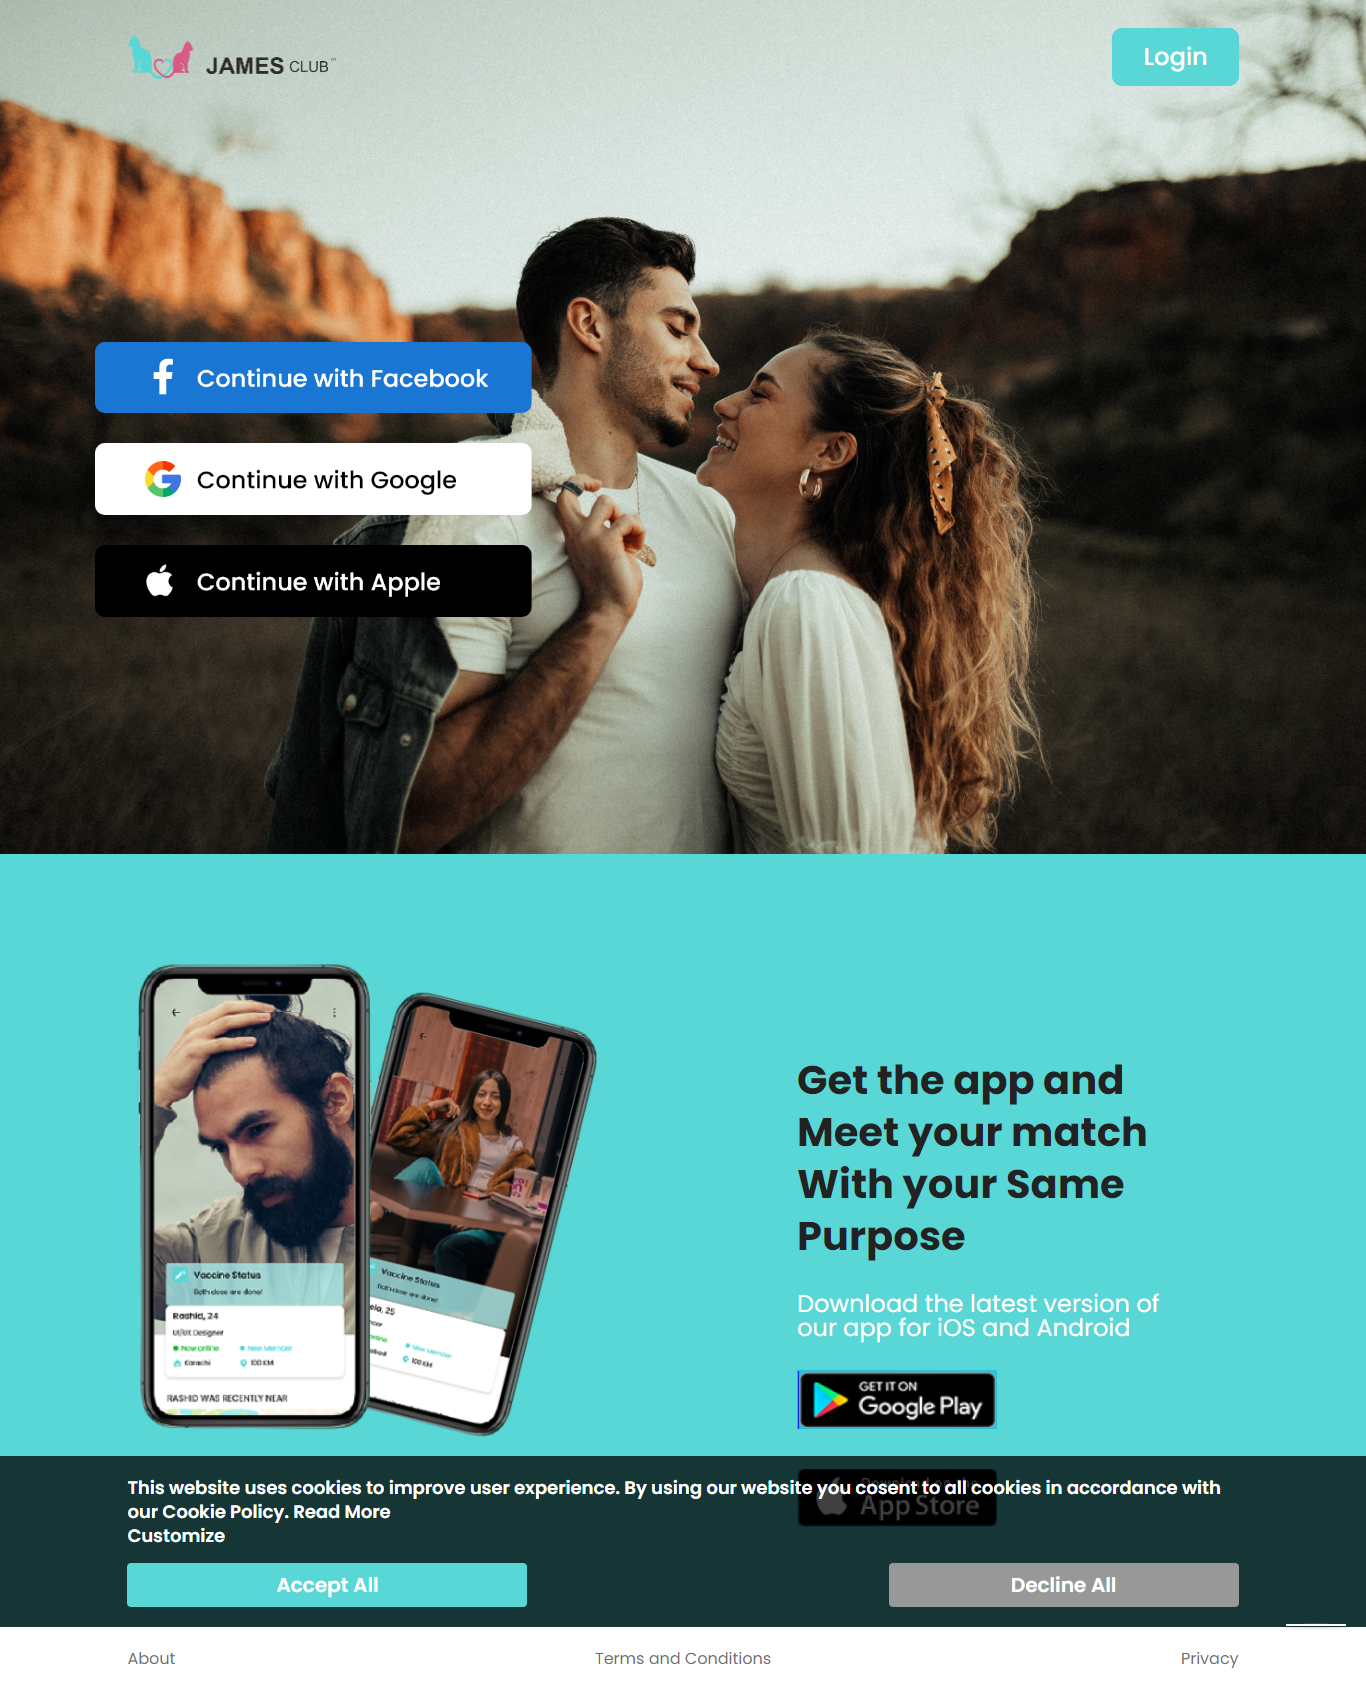 JAMES CLUB™
Login
Continue with Facebook
Continue with Google
Continue with Apple
Get the app and
Meet your match
With your Same
Purpose
Download the latest version of
our app for iOS and Android
GET IT ON
Google Play
Download on the
App Store
Vaccine Status
Both dose are done!
Rashid, 24
UI/UX Designer
Now online
New Member
Karachi
100 KM
RASHID WAS RECENTLY NEAR
Vaccine Status
Both dose are done!
25
New Member
100 KM
This website uses cookies to improve user experience. By using our website you cosent to all cookies in accordance with
our Cookie Policy. Read More
Customize
Accept All
Decline All
About
Terms and Conditions
Privacy